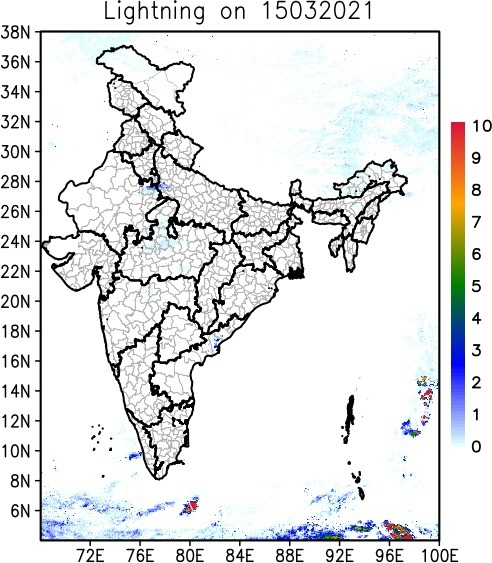 Lightning on 15032021
38N
36N
34N
32N
30N
28N
26N
24N
22N
20N
18N
16N
14N
12N
10N
8N
6N
72E 76E 80E 84E 88E 92E 96E 100E
10
9
8
7
6
5
4
3
2
1
0